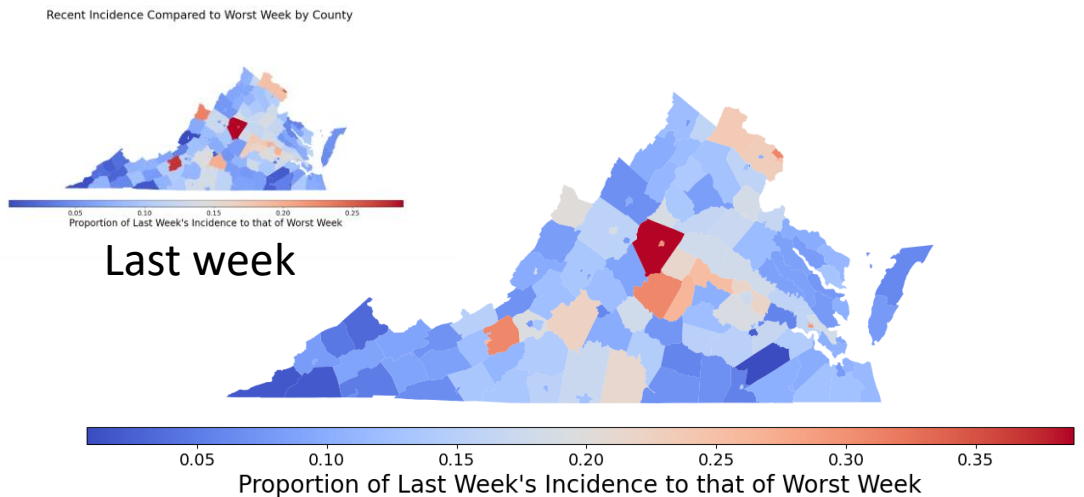 Recent Incidence Compared to Worst Week by County
0.05 0.10 0.15 0.20 0.25
Proportion of Last Week's Incidence to that of Worst Week
Last week
0.05 0.10 0.15 0.20 0.25 0.30 0.35
Proportion of Last Week's Incidence to that of Worst Week